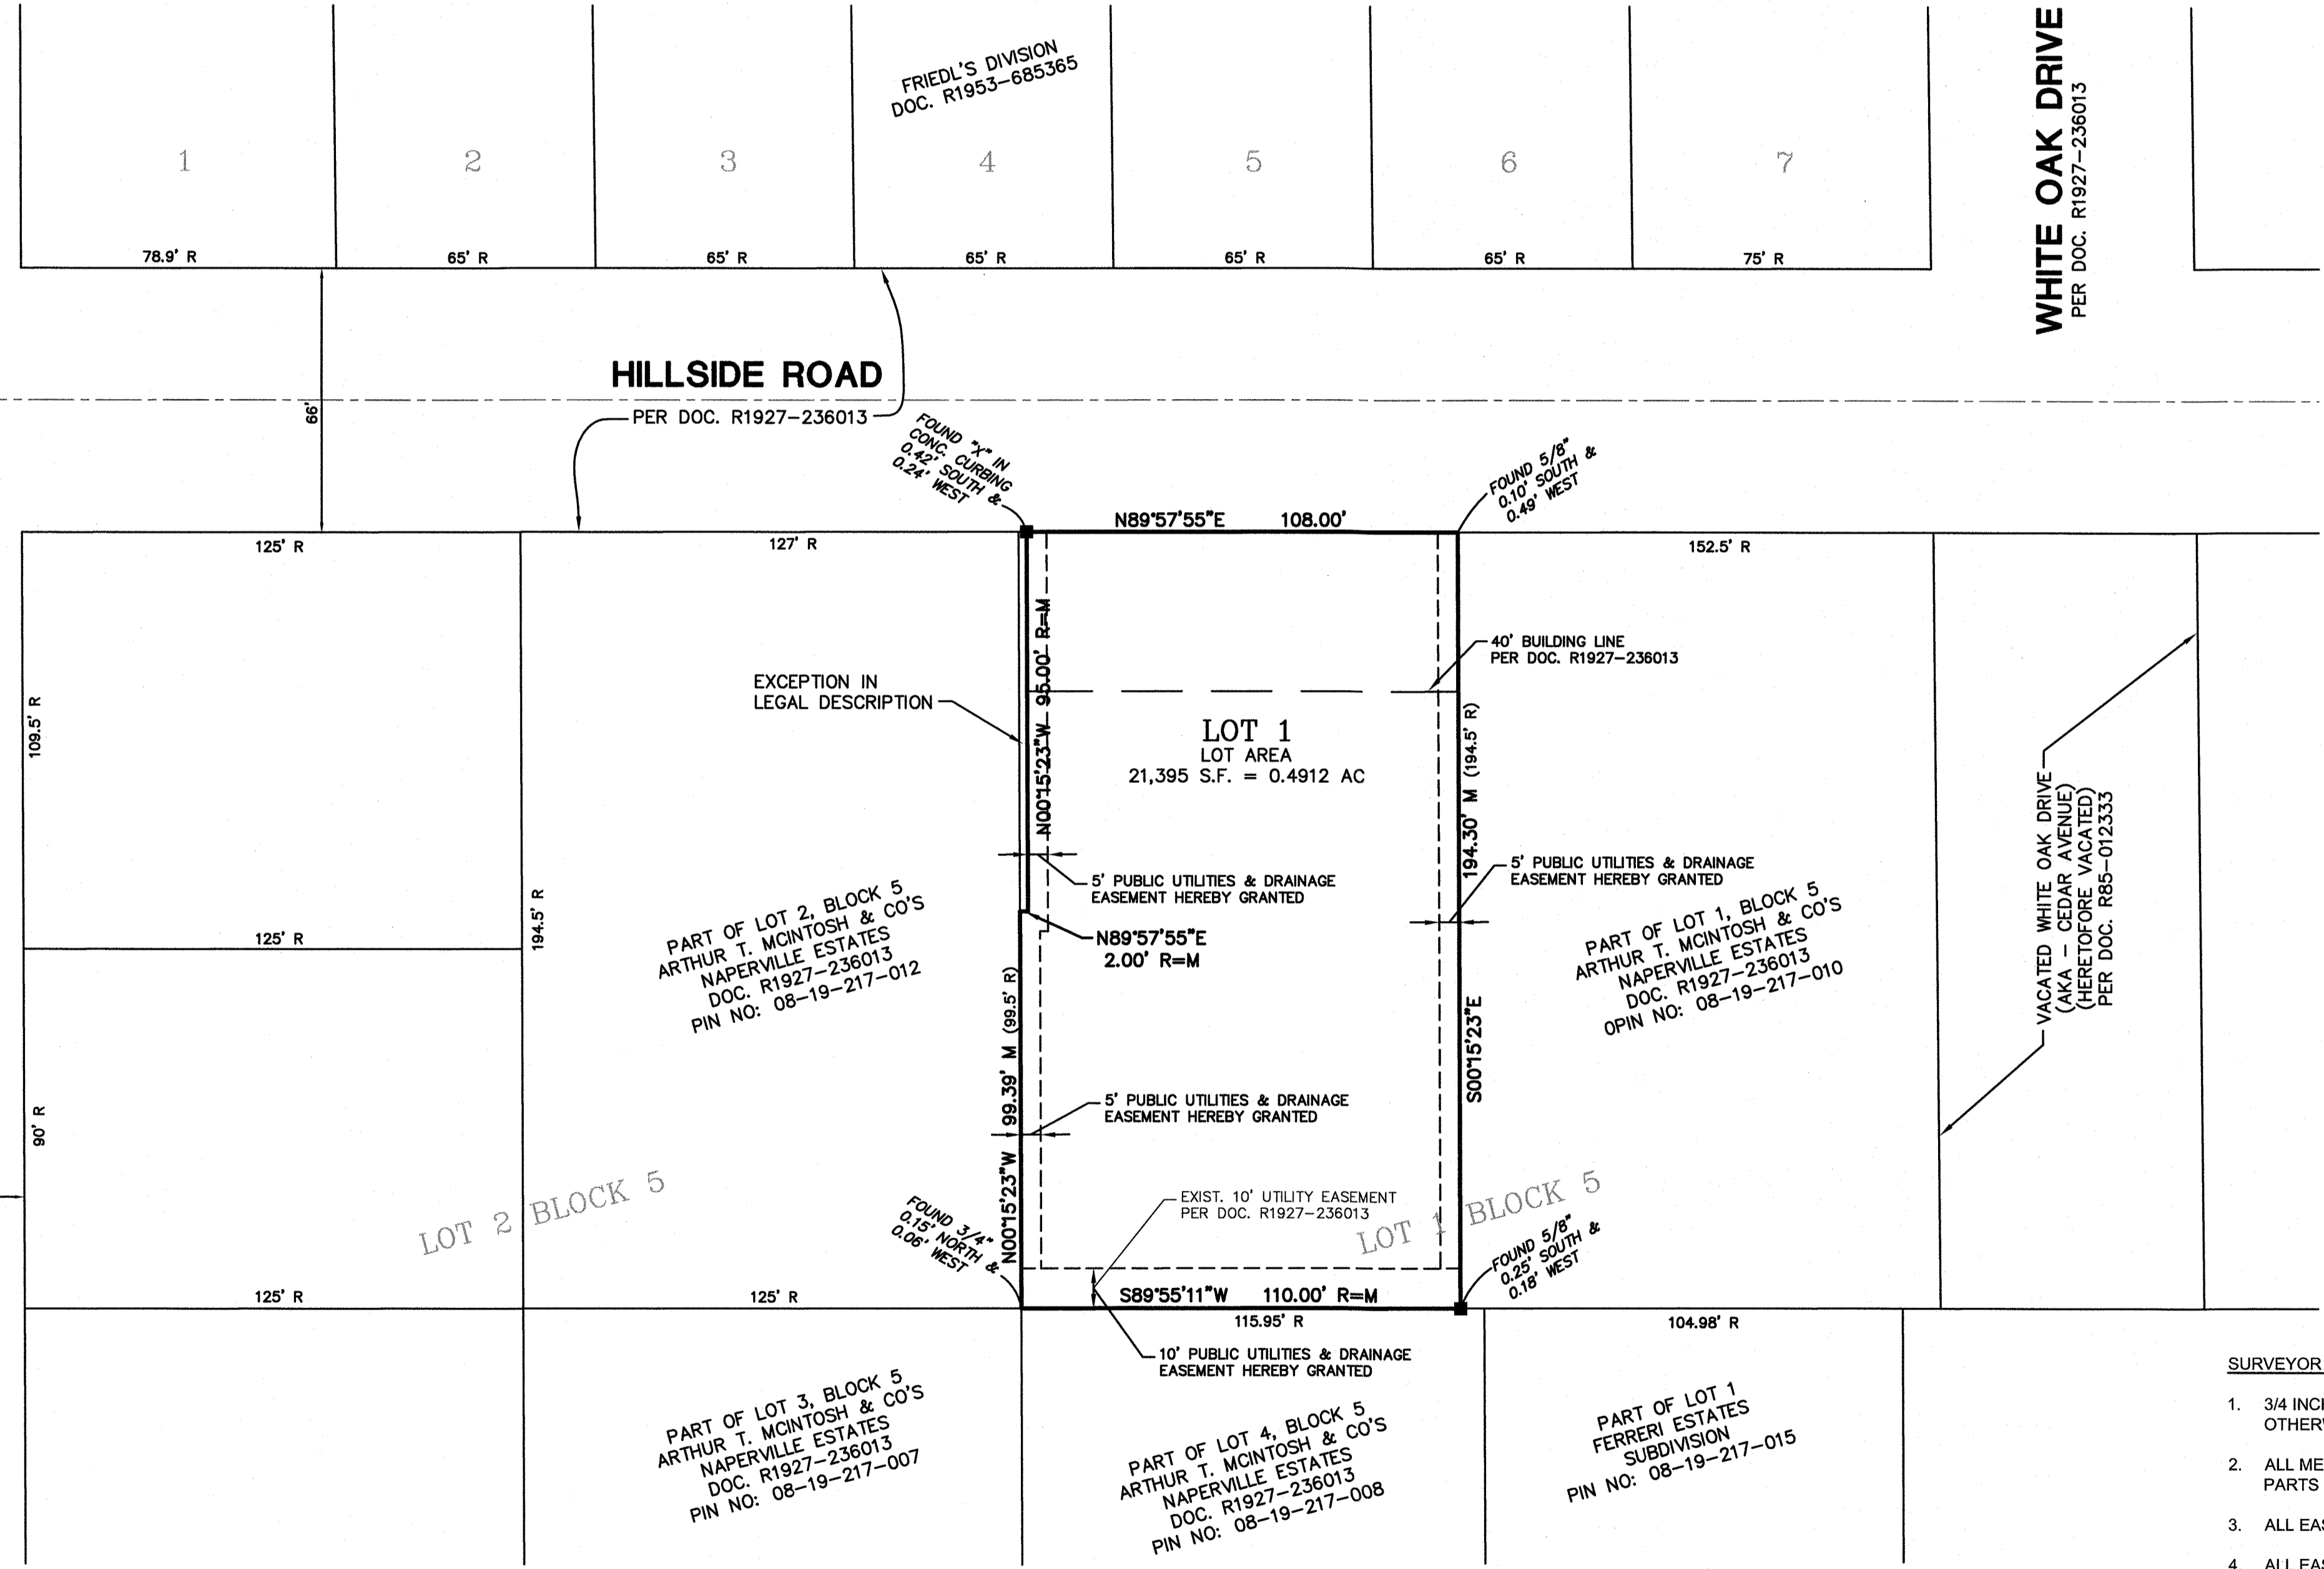 FRIEDL'S DIVISION
DOC. R1953-685365
1
2
3
4
5
6
7
78.9' R
65' R
65' R
65' R
65' R
65' R
75' R
WHITE OAK DRIVE
PER DOC. R1927-236013
66'
HILLSIDE ROAD
PER DOC. R1927-236013
FOUND "X" IN
CONC. CURBING
0.42' SOUTH &
0.24' WEST
FOUND 5/8"
0.10' SOUTH &
0.49' WEST
N89°57'55"E 108.00'
125' R
127' R
152.5' R
109.5' R
N00°15'23"W 95.00' R=M
40' BUILDING LINE
PER DOC. R1927-236013
EXCEPTION IN
LEGAL DESCRIPTION
LOT 1
LOT AREA
21,395 S.F. = 0.4912 AC
194.30' M (194.5' R)
S00°15'23"E
VACATED WHITE OAK DRIVE
(AKA - CEDAR AVENUE)
(HERETOFORE VACATED)
PER DOC. R85-012333
5' PUBLIC UTILITIES & DRAINAGE
EASEMENT HEREBY GRANTED
5' PUBLIC UTILITIES & DRAINAGE
EASEMENT HEREBY GRANTED
PART OF LOT 2, BLOCK 5
ARTHUR T. MCINTOSH & CO'S
NAPERVILLE ESTATES
DOC. R1927-236013
PIN NO: 08-19-217-012
194.5' R
125' R
N89°57'55"E
2.00' R=M
PART OF LOT 1, BLOCK 5
ARTHUR T. MCINTOSH & CO'S
NAPERVILLE ESTATES
DOC. R1927-236013
0PIN NO: 08-19-217-010
N00°15'23"W 99.39' M (99.5' R)
90' R
5' PUBLIC UTILITIES & DRAINAGE
EASEMENT HEREBY GRANTED
LOT 2 BLOCK 5
EXIST. 10' UTILITY EASEMENT
PER DOC. R1927-236013
LOT 1 BLOCK 5
FOUND 3/4"
0.15' NORTH &
0.06' WEST
FOUND 5/8"
0.25' SOUTH &
0.18' WEST
125' R
125' R
S89°55'11"W 110.00' R=M
115.95' R
104.98' R
10' PUBLIC UTILITIES & DRAINAGE
EASEMENT HEREBY GRANTED
PART OF LOT 3, BLOCK 5
ARTHUR T. MCINTOSH & CO'S
NAPERVILLE ESTATES
DOC. R1927-236013
PIN NO: 08-19-217-007
PART OF LOT 4, BLOCK 5
ARTHUR T. MCINTOSH & CO'S
NAPERVILLE ESTATES
DOC. R1927-236013
PIN NO: 08-19-217-008
PART OF LOT 1
FERRERI ESTATES
SUBDIVISION
PIN NO: 08-19-217-015
SURVEYOR
1. 3/4
2. ALL
PARTS
3. ALL
4. ALL